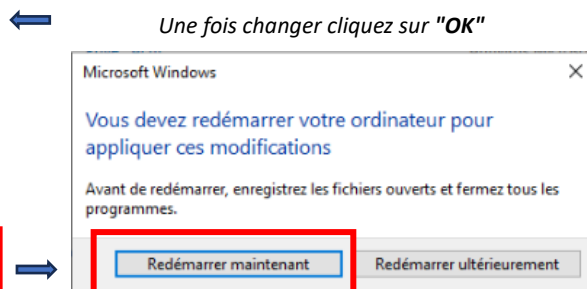 Une fois changer cliquez sur "OK"
Microsoft Windows
Vous devez redémarrer votre ordinateur pour
appliquer ces modifications
Avant de redémarrer, enregistrez les fichiers ouverts et fermez tous les
programmes.
Redémarrer maintenant
Redémarrer ultérieurement